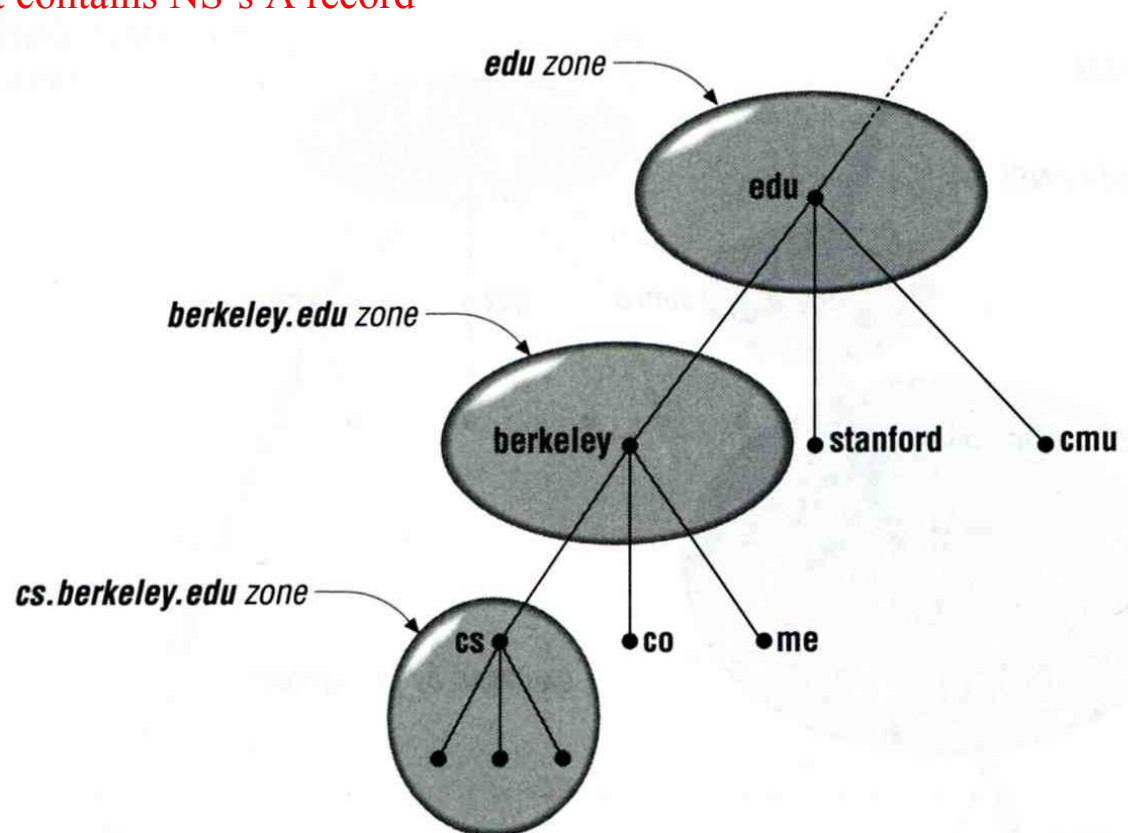 contains NS's A record
edu zone
edu
berkeley.edu zone
berkeley
stanford
cmu
cs.berkeley.edu zone
cs
co
me